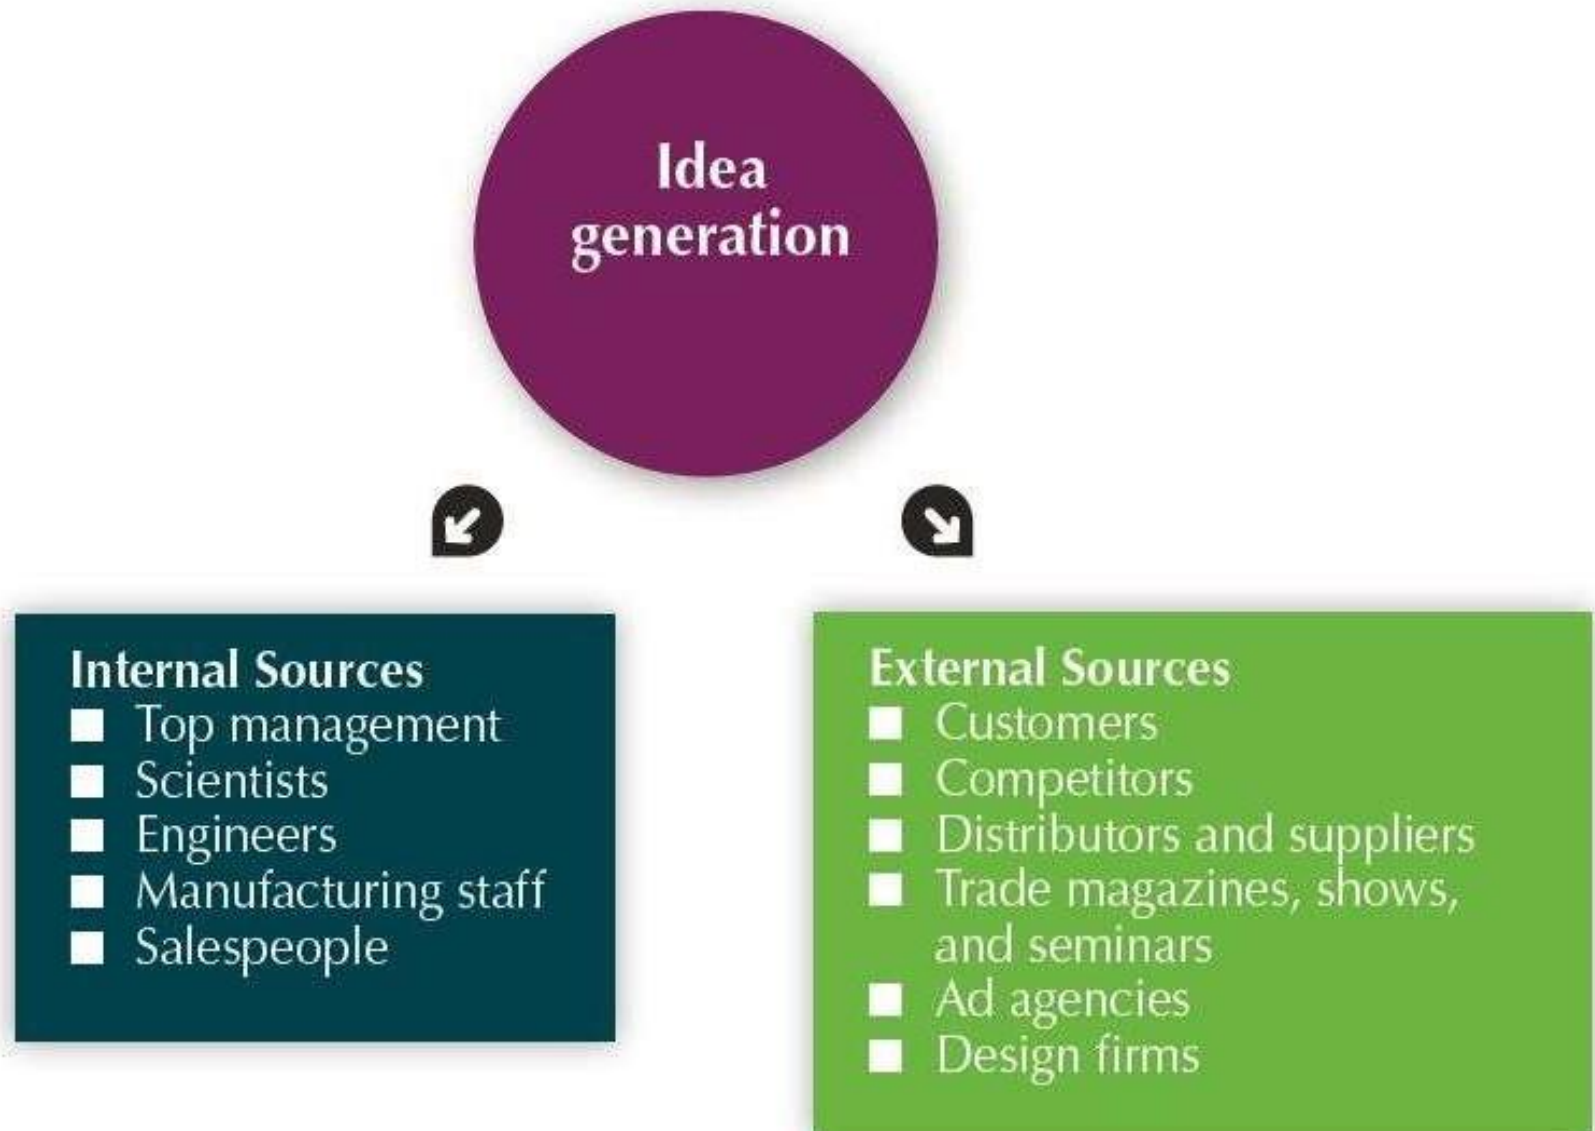 Idea
generation
Internal Sources
Top management
Scientists
Engineers
Manufacturing staff
Salespeople
External Sources
Customers
Competitors
Distributors and suppliers
Trade magazines, shows,
and seminars
Ad agencies
Design firms